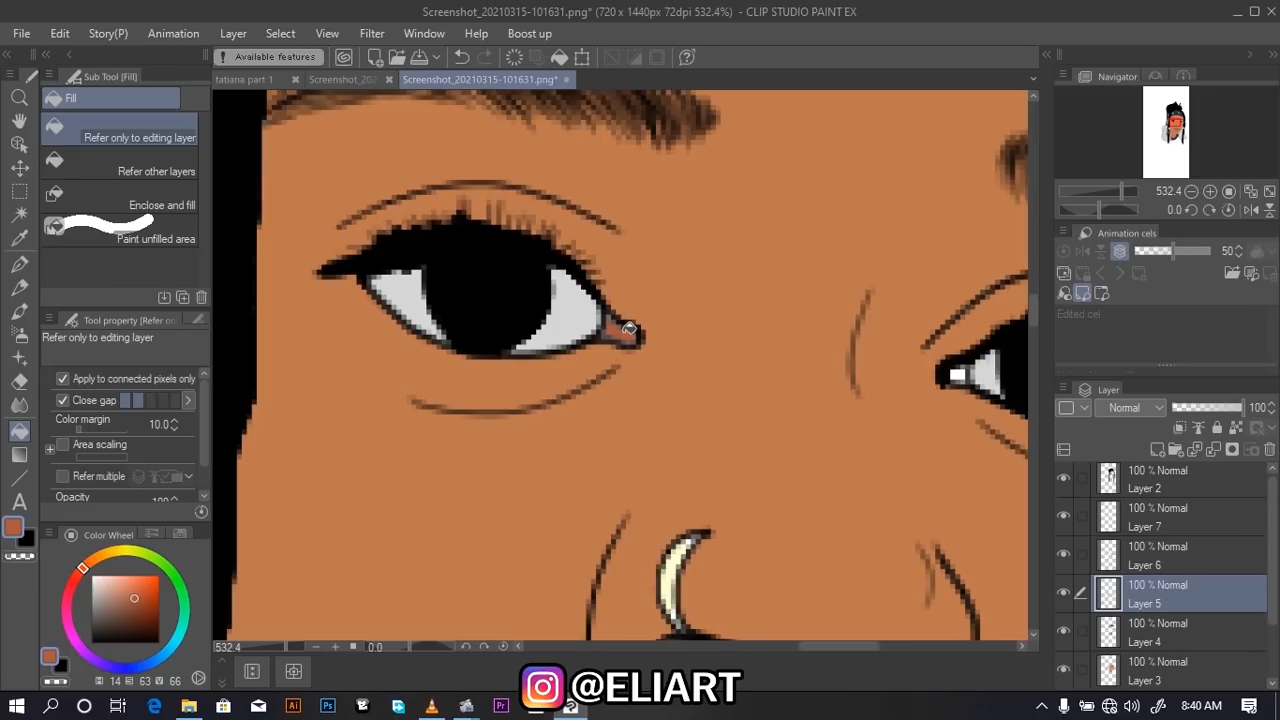 Screenshot_20210315-101631.png* (720 x 1440px 72dpi 532.4%) - CLIP STUDIO PAINT EX
File Edit Story(P) Animation Layer Select View Filter Window Help Boost up
Available features
Sub Tool [Fill]
tatiana part 1
Screenshot_202
Screenshot_20210315-101631.png*
Navigator
Fill
Refer only to editing layer
Refer other layers
Enclose and fill
Paint unfilled area
532.4
0.0
Animation cels
50
Edited cel
Tool property [Refer on
Refer only to editing layer
Apply to connected pixels only
Close gap
Color margin
10.0
Area scaling
Refer multiple
Opacity
100
Color Wheel
H 14 S 63 V 66
Layer
Normal
100
100 % Normal
Layer 2
100 % Normal
Layer 7
100 % Normal
Layer 6
100 % Normal
Layer 5
100 % Normal
Layer 4
100 % Normal
Layer 3
532.4
0.0
@ELIART
8:40 AM